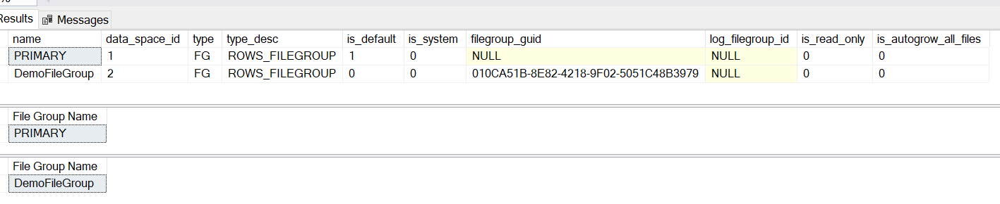 Results Messages
name data_space_id type type_desc is_default is_system filegroup_guid log_filegroup_id is_read_only is_autogrow_all_files
PRIMARY 1 FG ROWS_FILEGROUP 1 0 NULL NULL 0 0
DemoFileGroup 2 FG ROWS_FILEGROUP 0 0 010CA51B-8E82-4218-9F02-5051C48B3979 NULL 0 0
File Group Name
PRIMARY
File Group Name
DemoFileGroup